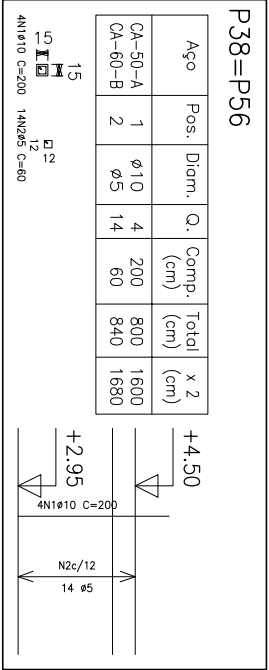 P38=P56
Aço Pos. Diam. Q. Comp. (cm) Total (cm) x 2 (cm)
CA-50-A 1 ø10 4 200 800 1600
CA-60-B 2 ø5 14 60 840 1680
15
15
4N1ø10 C=200
12
12
14N2ø5 C=60
+4.50
+2.95
4N1ø10 C=200
N2c/12
14 ø5